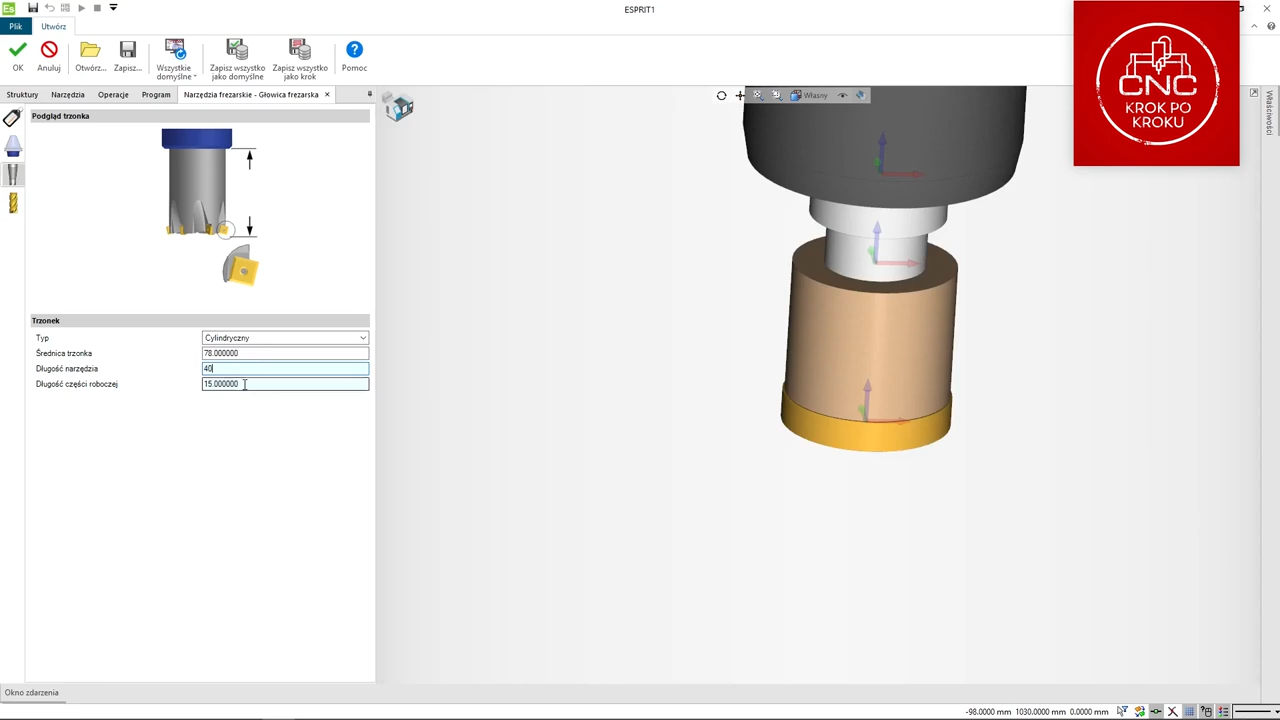 ESPRIT1
Plik
Utwórz
OK
Anuluj
Otwórz...
Zapisz...
Wszystkie domyślne
Zapisz wszystko jako domyślne
Zapisz wszystko jako krok
Pomoc
Struktury
Narzędzia
Operacje
Program
Narzędzia frezarskie - Głowica frezarska
Podgląd trzonka
Trzonek
Typ
Cylindryczny
Średnica trzonka
78.000000
Długość narzędzia
40
Długość części roboczej
15.000000
Własny
Właściwości
CNC
KROK PO
KROKU
Okno zdarzenia
-98.0000 mm 1030.0000 mm 0.0000 mm